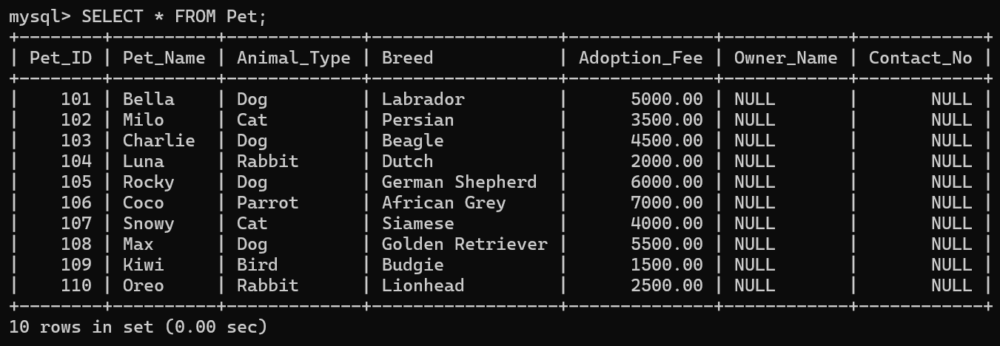 mysql> SELECT * FROM Pet;
+--------+----------+-------------+------------------+--------------+------------+------------+
| Pet_ID | Pet_Name | Animal_Type | Breed            | Adoption_Fee | Owner_Name | Contact_No |
+--------+----------+-------------+------------------+--------------+------------+------------+
|    101 | Bella    | Dog         | Labrador         |      5000.00 | NULL       |       NULL |
|    102 | Milo     | Cat         | Persian          |      3500.00 | NULL       |       NULL |
|    103 | Charlie  | Dog         | Beagle           |      4500.00 | NULL       |       NULL |
|    104 | Luna     | Rabbit      | Dutch            |      2000.00 | NULL       |       NULL |
|    105 | Rocky    | Dog         | German Shepherd  |      6000.00 | NULL       |       NULL |
|    106 | Coco     | Parrot      | African Grey     |      7000.00 | NULL       |       NULL |
|    107 | Snowy    | Cat         | Siamese          |      4000.00 | NULL       |       NULL |
|    108 | Max      | Dog         | Golden Retriever |      5500.00 | NULL       |       NULL |
|    109 | Kiwi     | Bird        | Budgie           |      1500.00 | NULL       |       NULL |
|    110 | Oreo     | Rabbit      | Lionhead         |      2500.00 | NULL       |       NULL |
+--------+----------+-------------+------------------+--------------+------------+------------+
10 rows in set (0.00 sec)